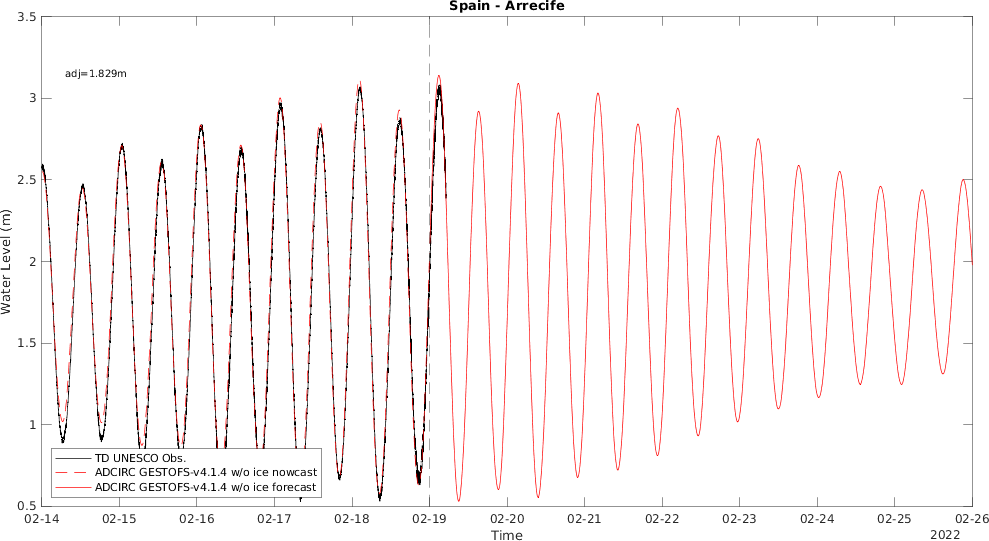 Spain - Arrecife
3.5
3
2.5
2
1.5
1
0.5
Water Level (m)
adj=1.829m
TD UNESCO Obs.
ADCIRC GESTOFS-v4.1.4 w/o ice nowcast
ADCIRC GESTOFS-v4.1.4 w/o ice forecast
02-14 02-15 02-16 02-17 02-18 02-19 02-20 02-21 02-22 02-23 02-24 02-25 02-26
Time
2022